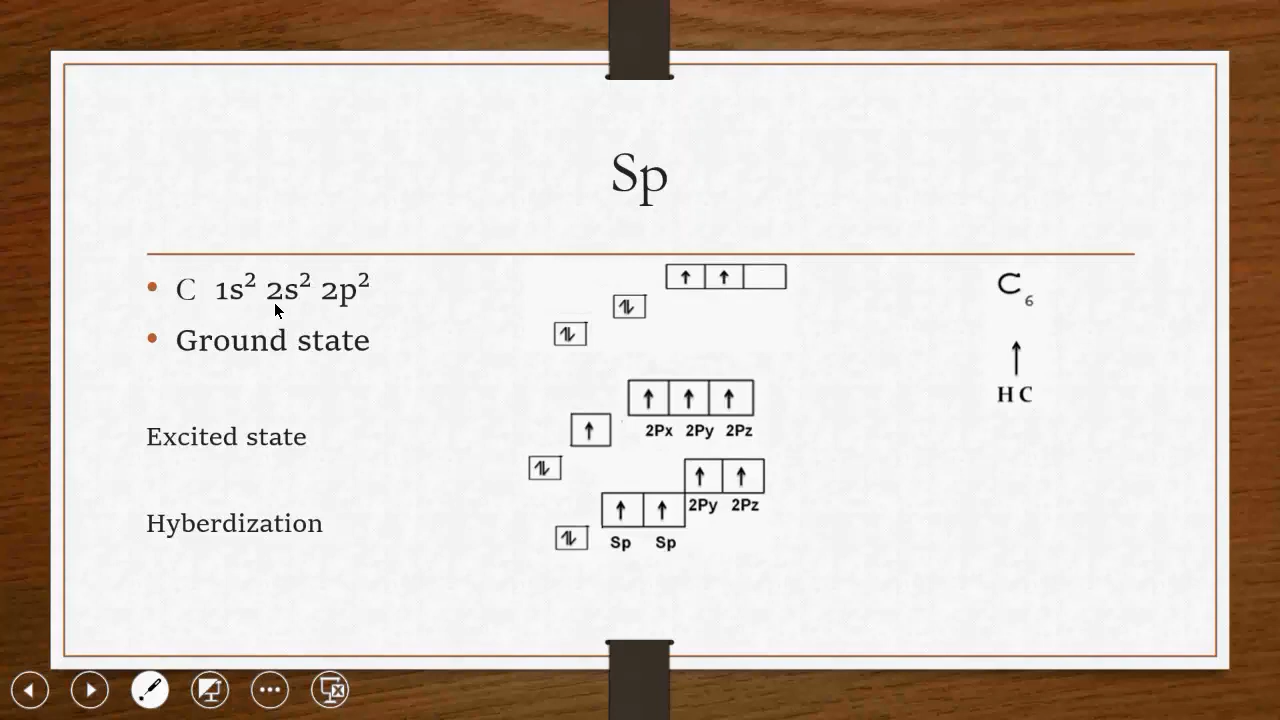 Sp
• C 1s² 2s² 2p²
• Ground state
C₆
H C
2Px 2Py 2Pz
Excited state
2Py 2Pz
Hyberdization
Sp Sp